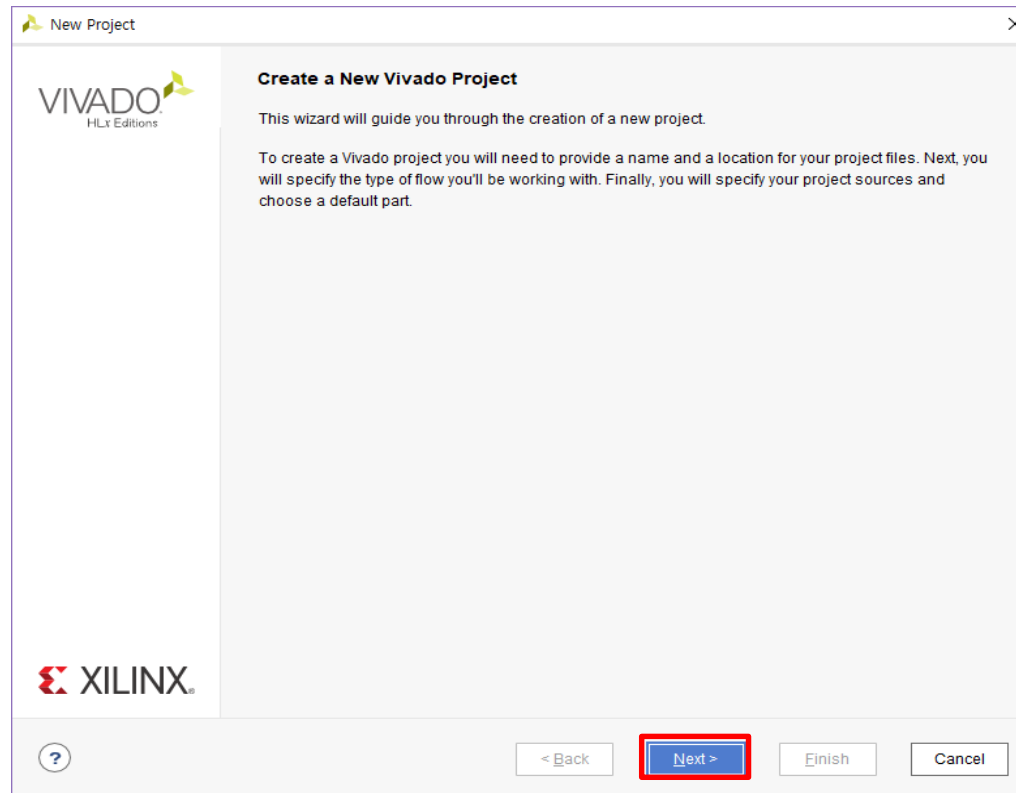 New Project
VIVADO.
HLx Editions
Create a New Vivado Project
This wizard will guide you through the creation of a new project.
To create a Vivado project you will need to provide a name and a location for your project files. Next, you
will specify the type of flow you'll be working with. Finally, you will specify your project sources and
choose a default part.
XILINX®
?
< Back
Next >
Finish
Cancel